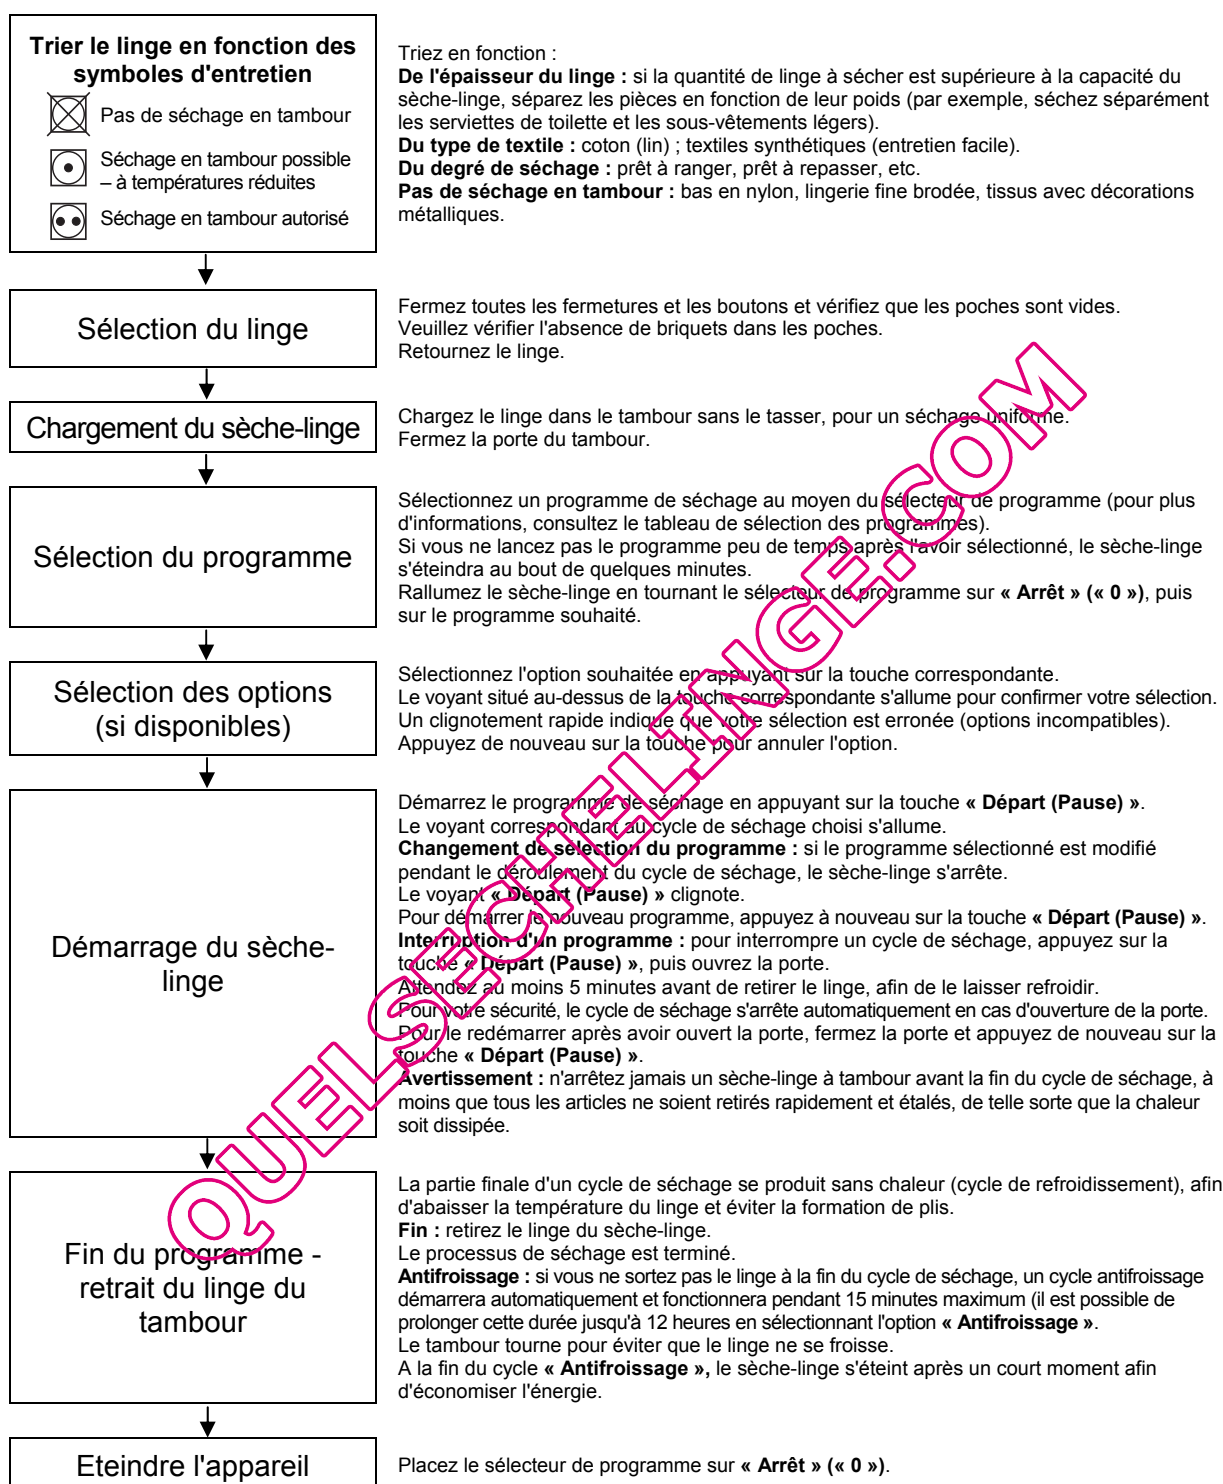 Trier le linge en fonction des
symboles d'entretien
Pas de séchage en tambour
Séchage en tambour possible
– à températures réduites
Séchage en tambour autorisé
Triez en fonction :
De l'épaisseur du linge : si la quantité de linge à sécher est supérieure à la capacité du
sèche-linge, séparez les pièces en fonction de leur poids (par exemple, séchez séparément
les serviettes de toilette et les sous-vêtements légers).
Du type de textile : coton (lin) ; textiles synthétiques (entretien facile).
Du degré de séchage : prêt à ranger, prêt à repasser, etc.
Pas de séchage en tambour : bas en nylon, lingerie fine brodée, tissus avec décorations
métalliques.
Sélection du linge
Fermez toutes les fermetures et les boutons et vérifiez que les poches sont vides.
Veuillez vérifier l'absence de briquets dans les poches.
Retournez le linge.
Chargement du sèche-linge
Chargez le linge dans le tambour sans le tasser, pour un séchage uniforme.
Fermez la porte du tambour.
Sélection du programme
Sélectionnez un programme de séchage au moyen du sélecteur de programme (pour plus
d'informations, consultez le tableau de sélection des programmes).
Si vous ne lancez pas le programme peu de temps après l'avoir sélectionné, le sèche-linge
s'éteindra au bout de quelques minutes.
Rallumez le sèche-linge en tournant le sélecteur de programme sur « Arrêt » (« 0 »), puis
sur le programme souhaité.
Sélection des options
(si disponibles)
Sélectionnez l'option souhaitée en appuyant sur la touche correspondante.
Le voyant situé au-dessus de la touche correspondante s'allume pour confirmer votre sélection.
Un clignotement rapide indique que votre sélection est erronée (options incompatibles).
Appuyez de nouveau sur la touche pour annuler l'option.
Démarrage du sèche-
linge
Démarrez le programme de séchage en appuyant sur la touche « Départ (Pause) ».
Le voyant correspondant au cycle de séchage choisi s'allume.
Changement de sélection du programme : si le programme sélectionné est modifié
pendant le déroulement du cycle de séchage, le sèche-linge s'arrête.
Le voyant « Départ (Pause) » clignote.
Pour démarrer le nouveau programme, appuyez à nouveau sur la touche « Départ (Pause) ».
Interruption d'un programme : pour interrompre un cycle de séchage, appuyez sur la
touche « Départ (Pause) », puis ouvrez la porte.
Attendez au moins 5 minutes avant de retirer le linge, afin de le laisser refroidir.
Pour votre sécurité, le cycle de séchage s'arrête automatiquement en cas d'ouverture de la porte.
Pour le redémarrer après avoir ouvert la porte, fermez la porte et appuyez de nouveau sur la
touche « Départ (Pause) ».
Avertissement : n'arrêtez jamais un sèche-linge à tambour avant la fin du cycle de séchage, à
moins que tous les articles ne soient retirés rapidement et étalés, de telle sorte que la chaleur
soit dissipée.
Fin du programme -
retrait du linge du
tambour
La partie finale d'un cycle de séchage se produit sans chaleur (cycle de refroidissement), afin
d'abaisser la température du linge et éviter la formation de plis.
Fin : retirez le linge du sèche-linge.
Le processus de séchage est terminé.
Antifroissage : si vous ne sortez pas le linge à la fin du cycle de séchage, un cycle antifroissage
démarrera automatiquement et fonctionnera pendant 15 minutes maximum (il est possible de
prolonger cette durée jusqu'à 12 heures en sélectionnant l'option « Antifroissage ».
Le tambour tourne pour éviter que le linge ne se froisse.
A la fin du cycle « Antifroissage », le sèche-linge s'éteint après un court moment afin
d'économiser l'énergie.
Eteindre l'appareil
Placez le sélecteur de programme sur « Arrêt » (« 0 »).
QUELSECHELINGE.COM